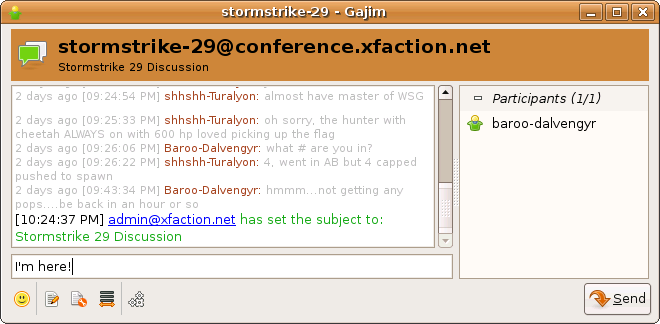 stormstrike-29 - Gajim
stormstrike-29@conference.xfaction.net
Stormstrike 29 Discussion
2 days ago [09:24:54 PM] shhshh-Turalyon: almost have master of WSG
2 days ago [09:25:33 PM] shhshh-Turalyon: oh sorry, the hunter with
cheetah ALWAYS on with 600 hp loved picking up the flag
2 days ago [09:26:06 PM] Baroo-Dalvengyr: what # are you in?
2 days ago [09:26:22 PM] shhshh-Turalyon: 4, went in AB but 4 capped
pushed to spawn
2 days ago [09:43:34 PM] Baroo-Dalvengyr: hmmm...not getting any
pops....be back in an hour or so
[10:24:37 PM] admin@xfaction.net has set the subject to:
Stormstrike 29 Discussion
Participants (1/1)
baroo-dalvengyr
I'm here!
Send